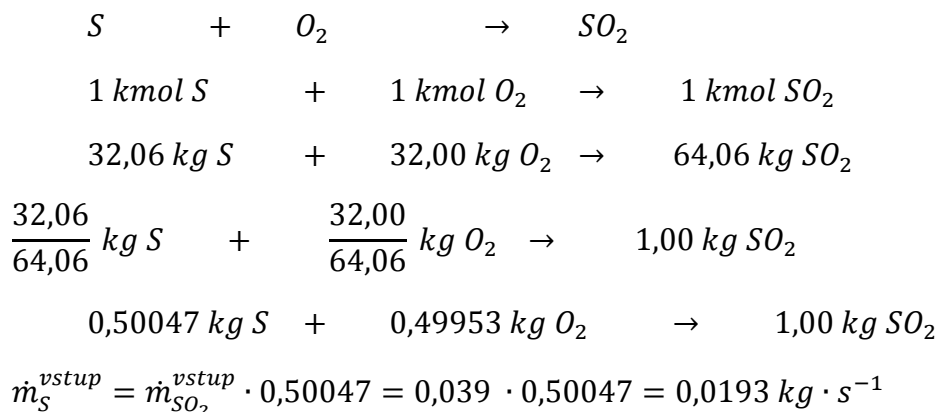 S + O₂ → SO₂
1 kmol S + 1 kmol O₂ → 1 kmol SO₂
32,06 kg S + 32,00 kg O₂ → 64,06 kg SO₂
32,06/64,06 kg S + 32,00/64,06 kg O₂ → 1,00 kg SO₂
0,50047 kg S + 0,49953 kg O₂ → 1,00 kg SO₂
ṁ_S^{vstup} = ṁ_{SO₂}^{vstup} · 0,50047 = 0,039 · 0,50047 = 0,0193 kg · s⁻¹